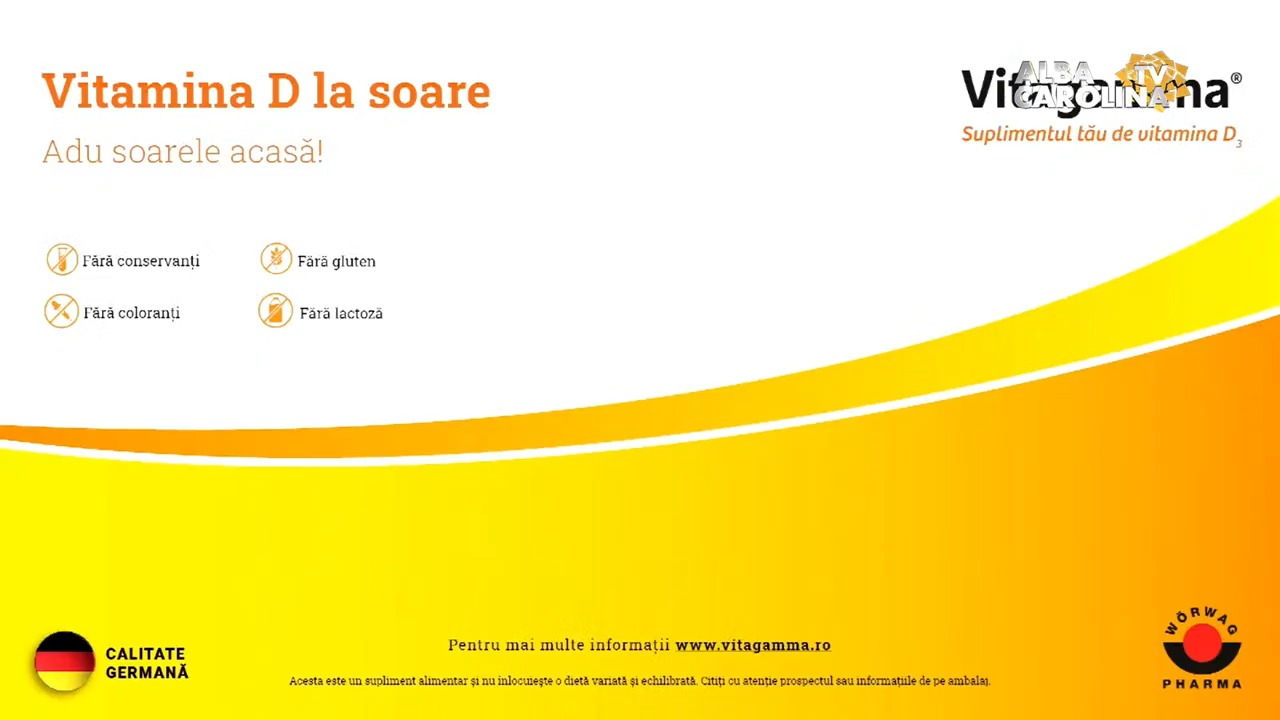 Vitamina D la soare
Adu soarele acasă!
Vitagamma®
ALBA
CAROLINA
TV
Suplimentul tău de vitamina D3
Fără conservanți
Fără gluten
Fără coloranți
Fără lactoză
CALITATE
GERMANĂ
Pentru mai multe informații www.vitagamma.ro
Acesta este un supliment alimentar și nu inlocuiește o dietă variată și echilibrată. Citiți cu atenție prospectul sau informațiile de pe ambalaj.
WÖRWAG
PHARMA